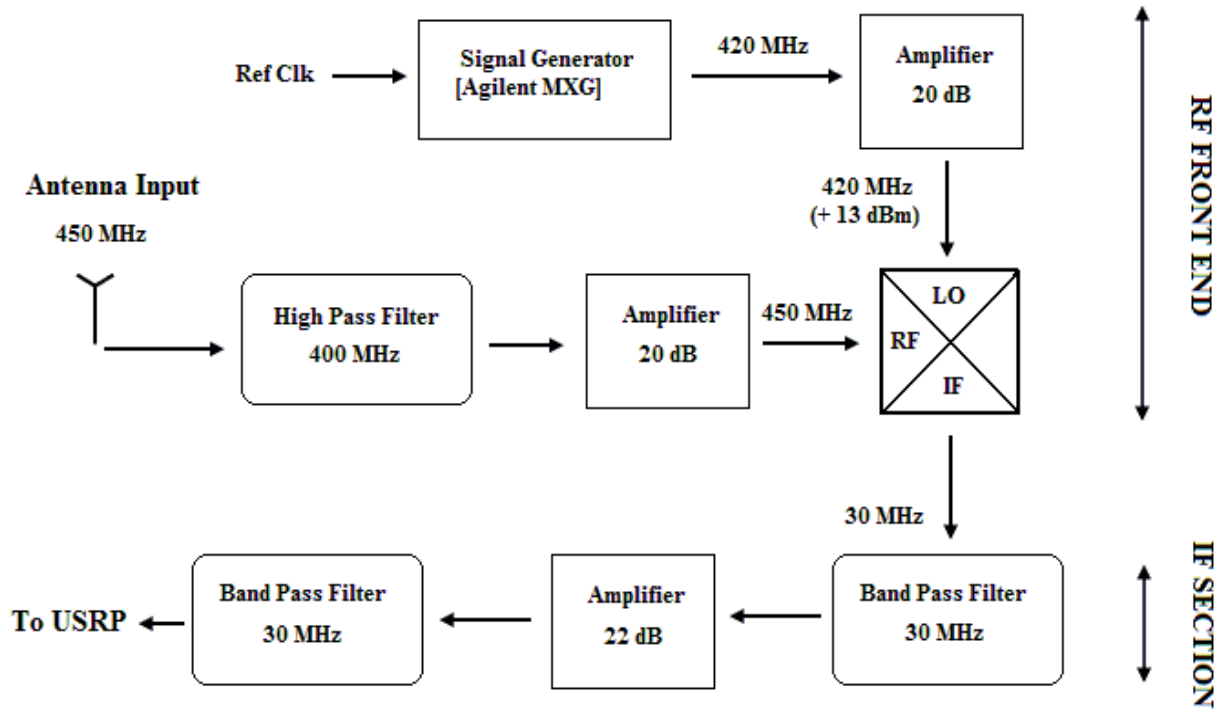 Ref Clk
Signal Generator
[Agilent MXG]
420 MHz
Amplifier
20 dB
RF FRONT END
Antenna Input
450 MHz
420 MHz
(+ 13 dBm)
High Pass Filter
400 MHz
Amplifier
20 dB
450 MHz
LO
RF
IF
30 MHz
To USRP
Band Pass Filter
30 MHz
Amplifier
22 dB
Band Pass Filter
30 MHz
IF SECTION